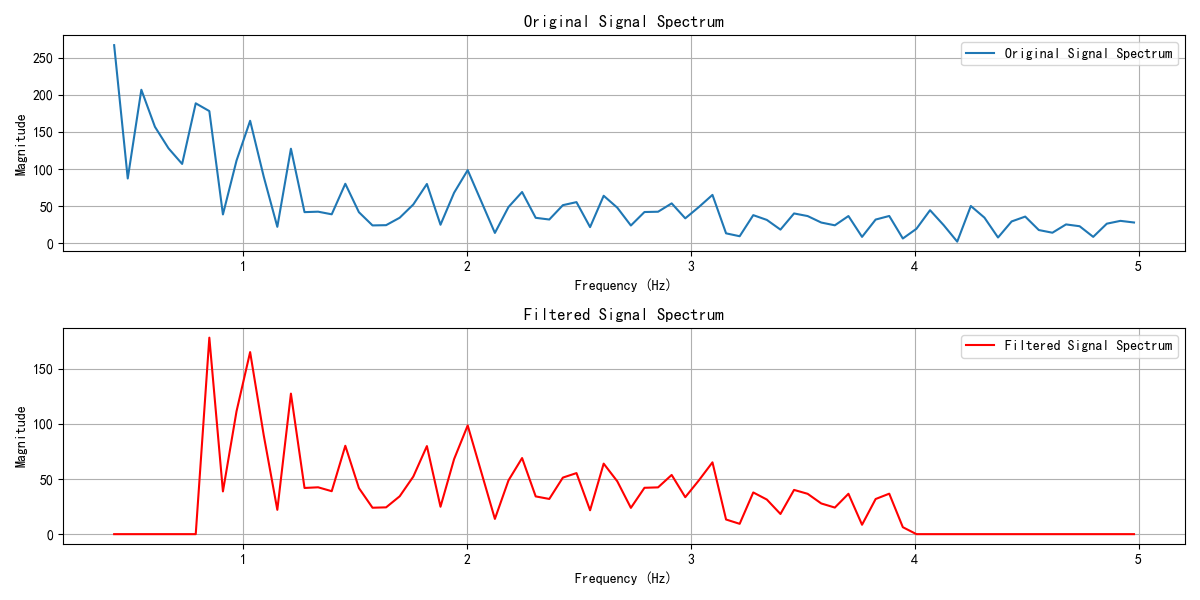 Original Signal Spectrum
Original Signal Spectrum
Magnitude
250
200
150
100
50
0
1 2 3 4 5
Frequency (Hz)
Filtered Signal Spectrum
Filtered Signal Spectrum
Magnitude
150
100
50
0
1 2 3 4 5
Frequency (Hz)